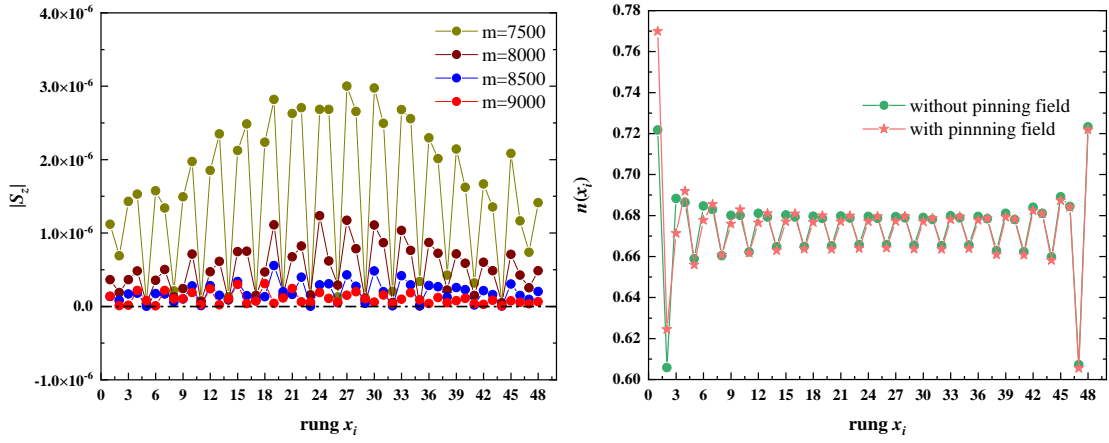 4.0×10⁻⁶
3.0×10⁻⁶
2.0×10⁻⁶
1.0×10⁻⁶
0.0
-1.0×10⁻⁶
|S_z|
m=7500
m=8000
m=8500
m=9000
0 3 6 9 12 15 18 21 24 27 30 33 36 39 42 45 48
rung x_i
0.78
0.76
0.74
0.72
0.70
0.68
0.66
0.64
0.62
0.60
n(x_i)
without pinning field
with pinnning field
0 3 6 9 12 15 18 21 24 27 30 33 36 39 42 45 48
rung x_i